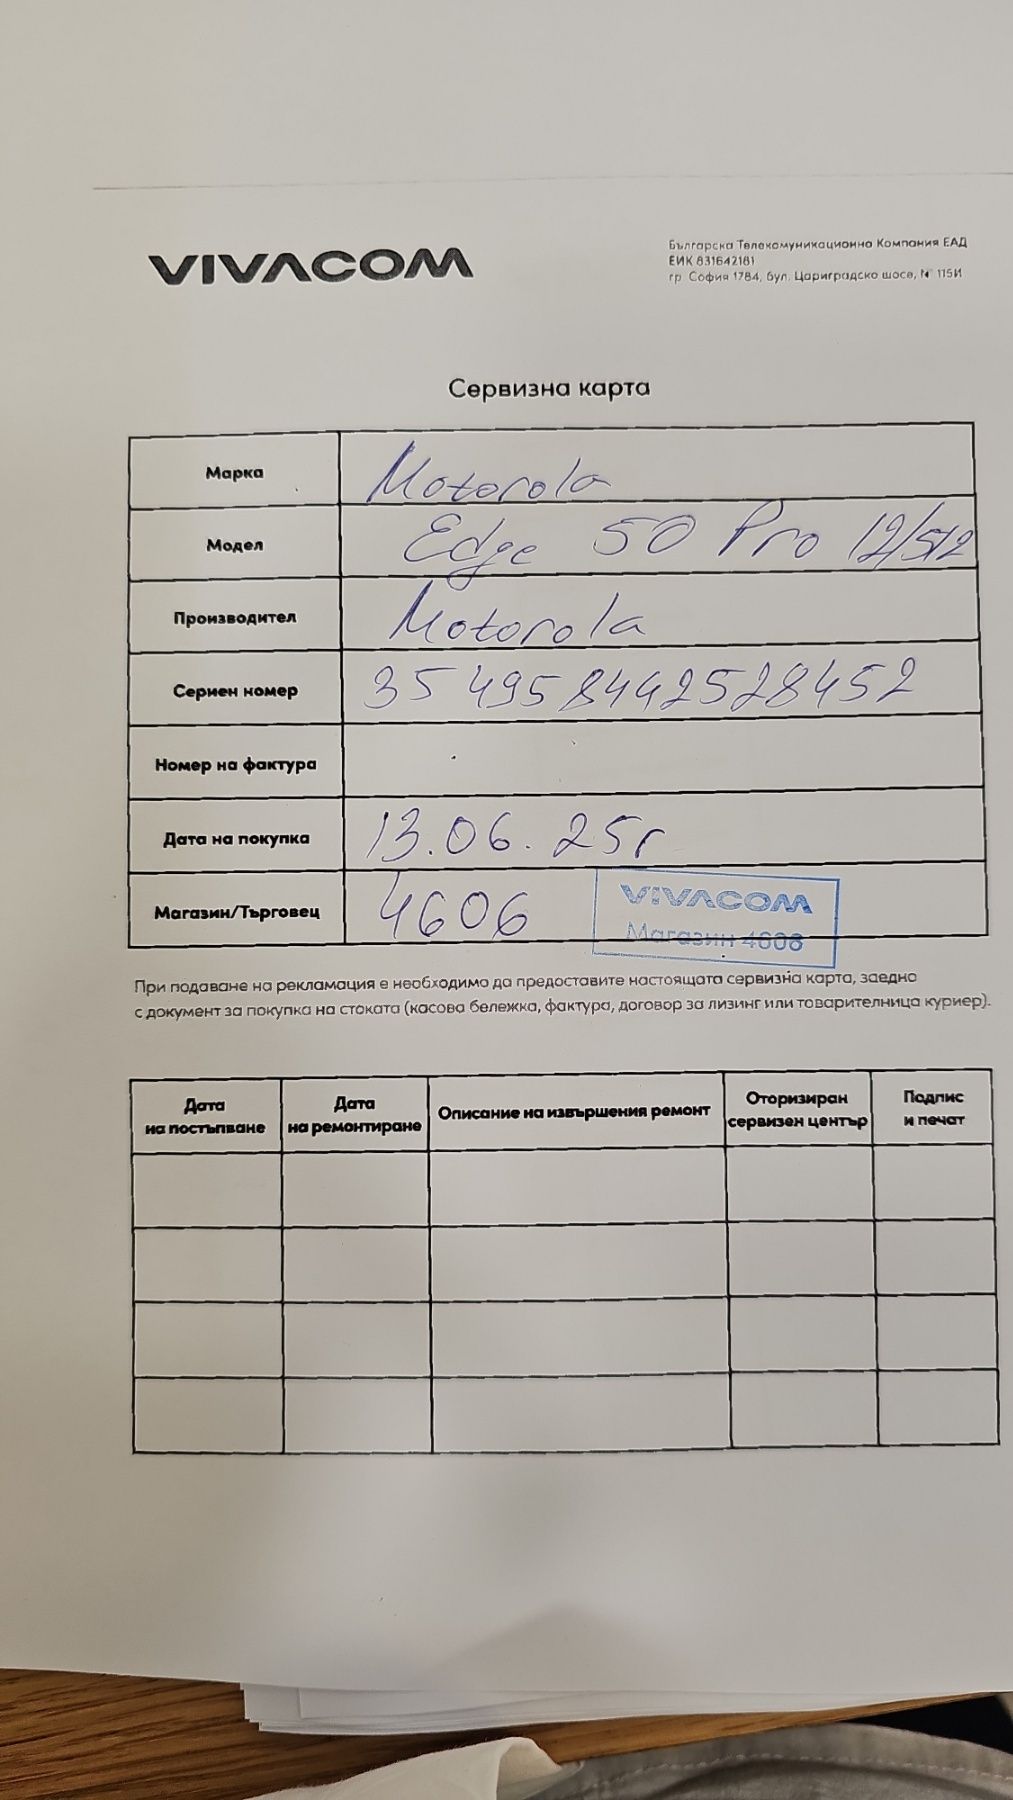 VIVACOM
Българска Телекомуникационна Компания ЕАД
ЕИК 831642181
гр. София 1784, бул. Цариградско шосе, № 115И
Сервизна карта
Марка Motorola
Модел Edge 50 Pro 12/512
Производител Motorola
Сериен номер 354958442528452
Номер на фактура
Дата на покупка 13.06.25г
Магазин/Търговец 4606
VIVACOM
Магазин 4606
При подаване на рекламация е необходимо да предоставите настоящата сервизна карта, заедно
с документ за покупка на стоката (касова бележка, фактура, договор за лизинг или товарителница куриер).
Дата на постъпване
Дата на ремонтиране
Описание на извършения ремонт
Оторизиран сервизен център
Подпис и печат